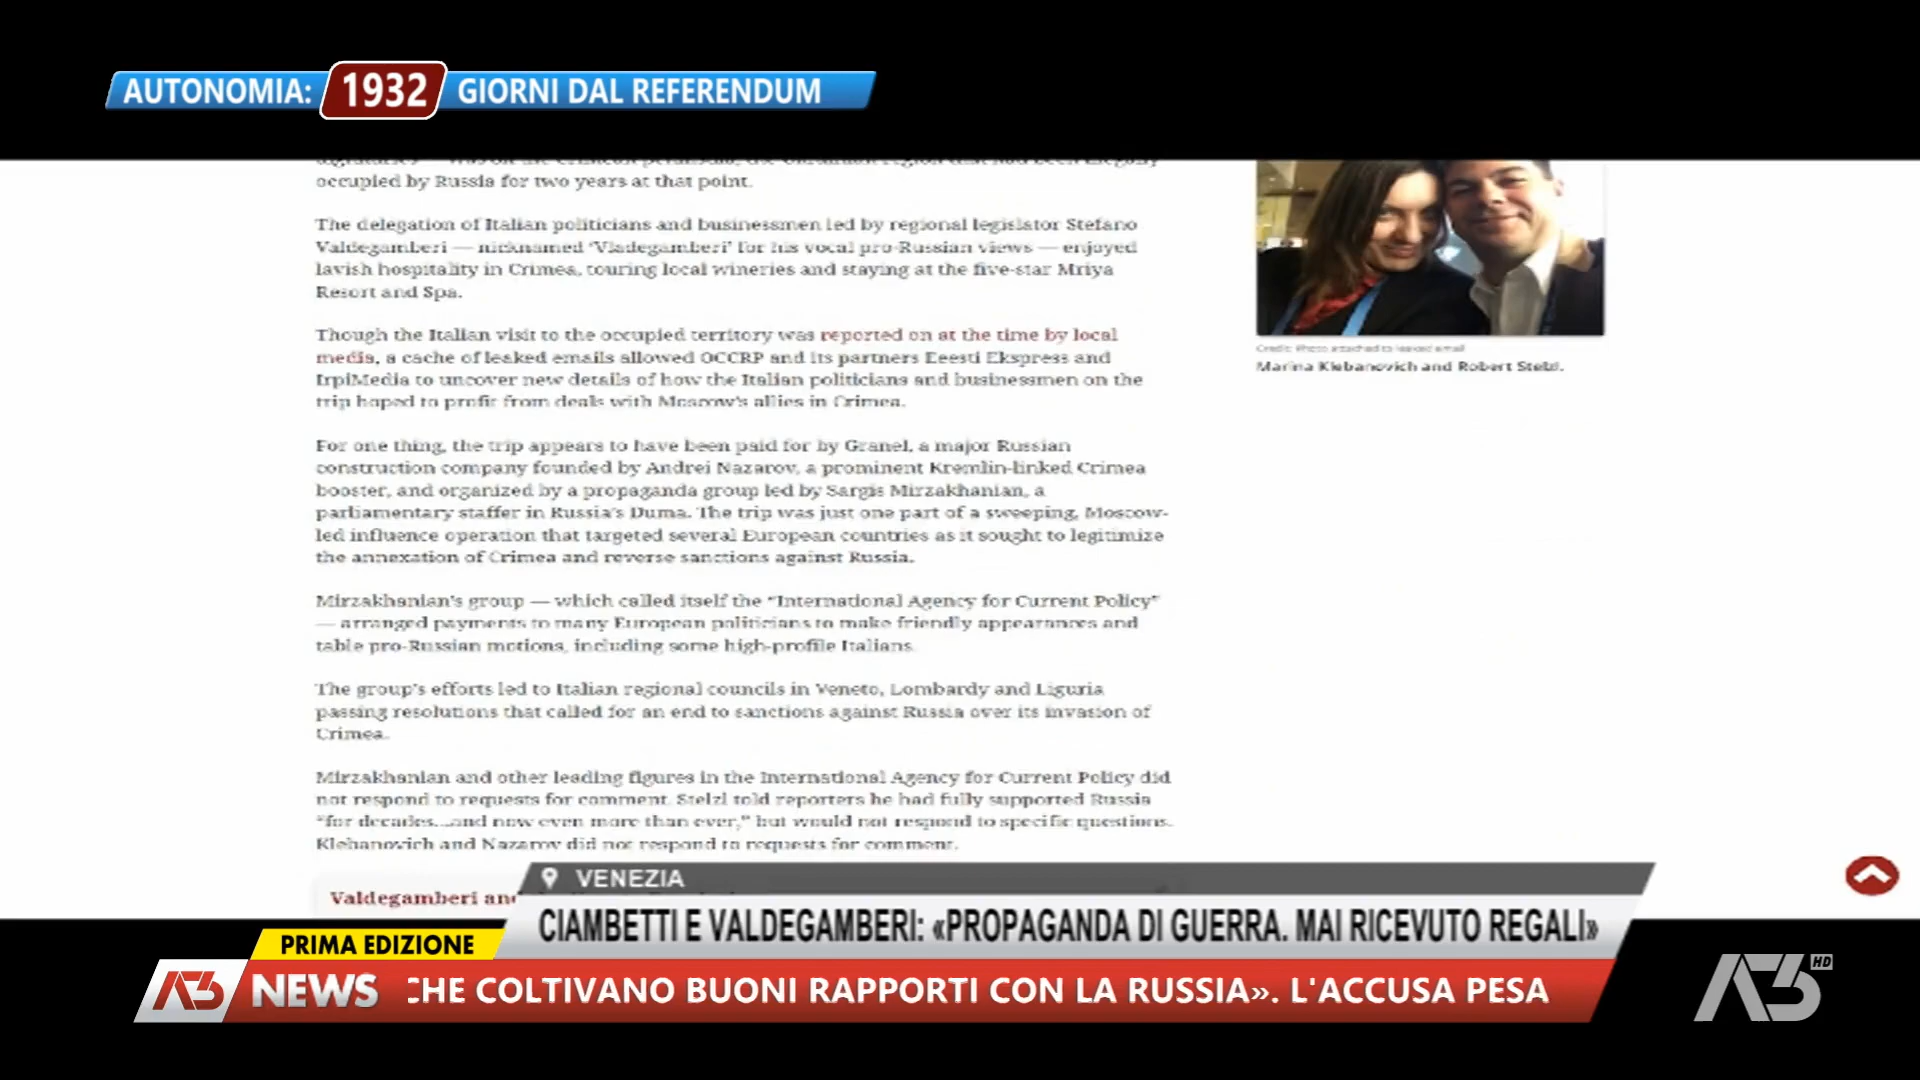 AUTONOMIA: 1932 GIORNI DAL REFERENDUM
occupied by Russia for two years at that point.
The delegation of Italian politicians and businessmen led by regional legislator Stefano
Valdegamberi — nicknamed ‘Vladegamberi’ for his vocal pro-Russian views — enjoyed
lavish hospitality in Crimea, touring local wineries and staying at the five-star Mriya
Resort and Spa.
Though the Italian visit to the occupied territory was reported on at the time by local
media, a cache of leaked emails allowed OCCRP and its partners Eeesti Ekspress and
IrpiMedia to uncover new details of how the Italian politicians and businessmen on the
trip hoped to profit from deals with Moscow's allies in Crimea.
For one thing, the trip appears to have been paid for by Granel, a major Russian
construction company founded by Andrei Nazarov, a prominent Kremlin-linked Crimea
booster, and organized by a propaganda group led by Sargis Mirzakhanian, a
parliamentary staffer in Russia's Duma. The trip was just one part of a sweeping, Moscow-
led influence operation that targeted several European countries as it sought to legitimize
the annexation of Crimea and reverse sanctions against Russia.
Mirzakhanian's group — which called itself the “International Agency for Current Policy”
— arranged payments to many European politicians to make friendly appearances and
table pro-Russian motions, including some high-profile Italians.
The group's efforts led to Italian regional councils in Veneto, Lombardy and Liguria
passing resolutions that called for an end to sanctions against Russia over its invasion of
Crimea.
Mirzakhanian and other leading figures in the International Agency for Current Policy did
not respond to requests for comment. Stelzl told reporters he had fully supported Russia
“for decades...and now even more than ever,” but would not respond to specific questions.
Klebanovich and Nazarov did not respond to requests for comment.
Valdegamberi and
Credit: Photo attached to leaked email
Marina Klebanovich and Robert Stelzl.
VENEZIA
CIAMBETTI E VALDEGAMBERI: «PROPAGANDA DI GUERRA. MAI RICEVUTO REGALI»
PRIMA EDIZIONE
A3 NEWS
CHE COLTIVANO BUONI RAPPORTI CON LA RUSSIA». L'ACCUSA PESA
A3 HD